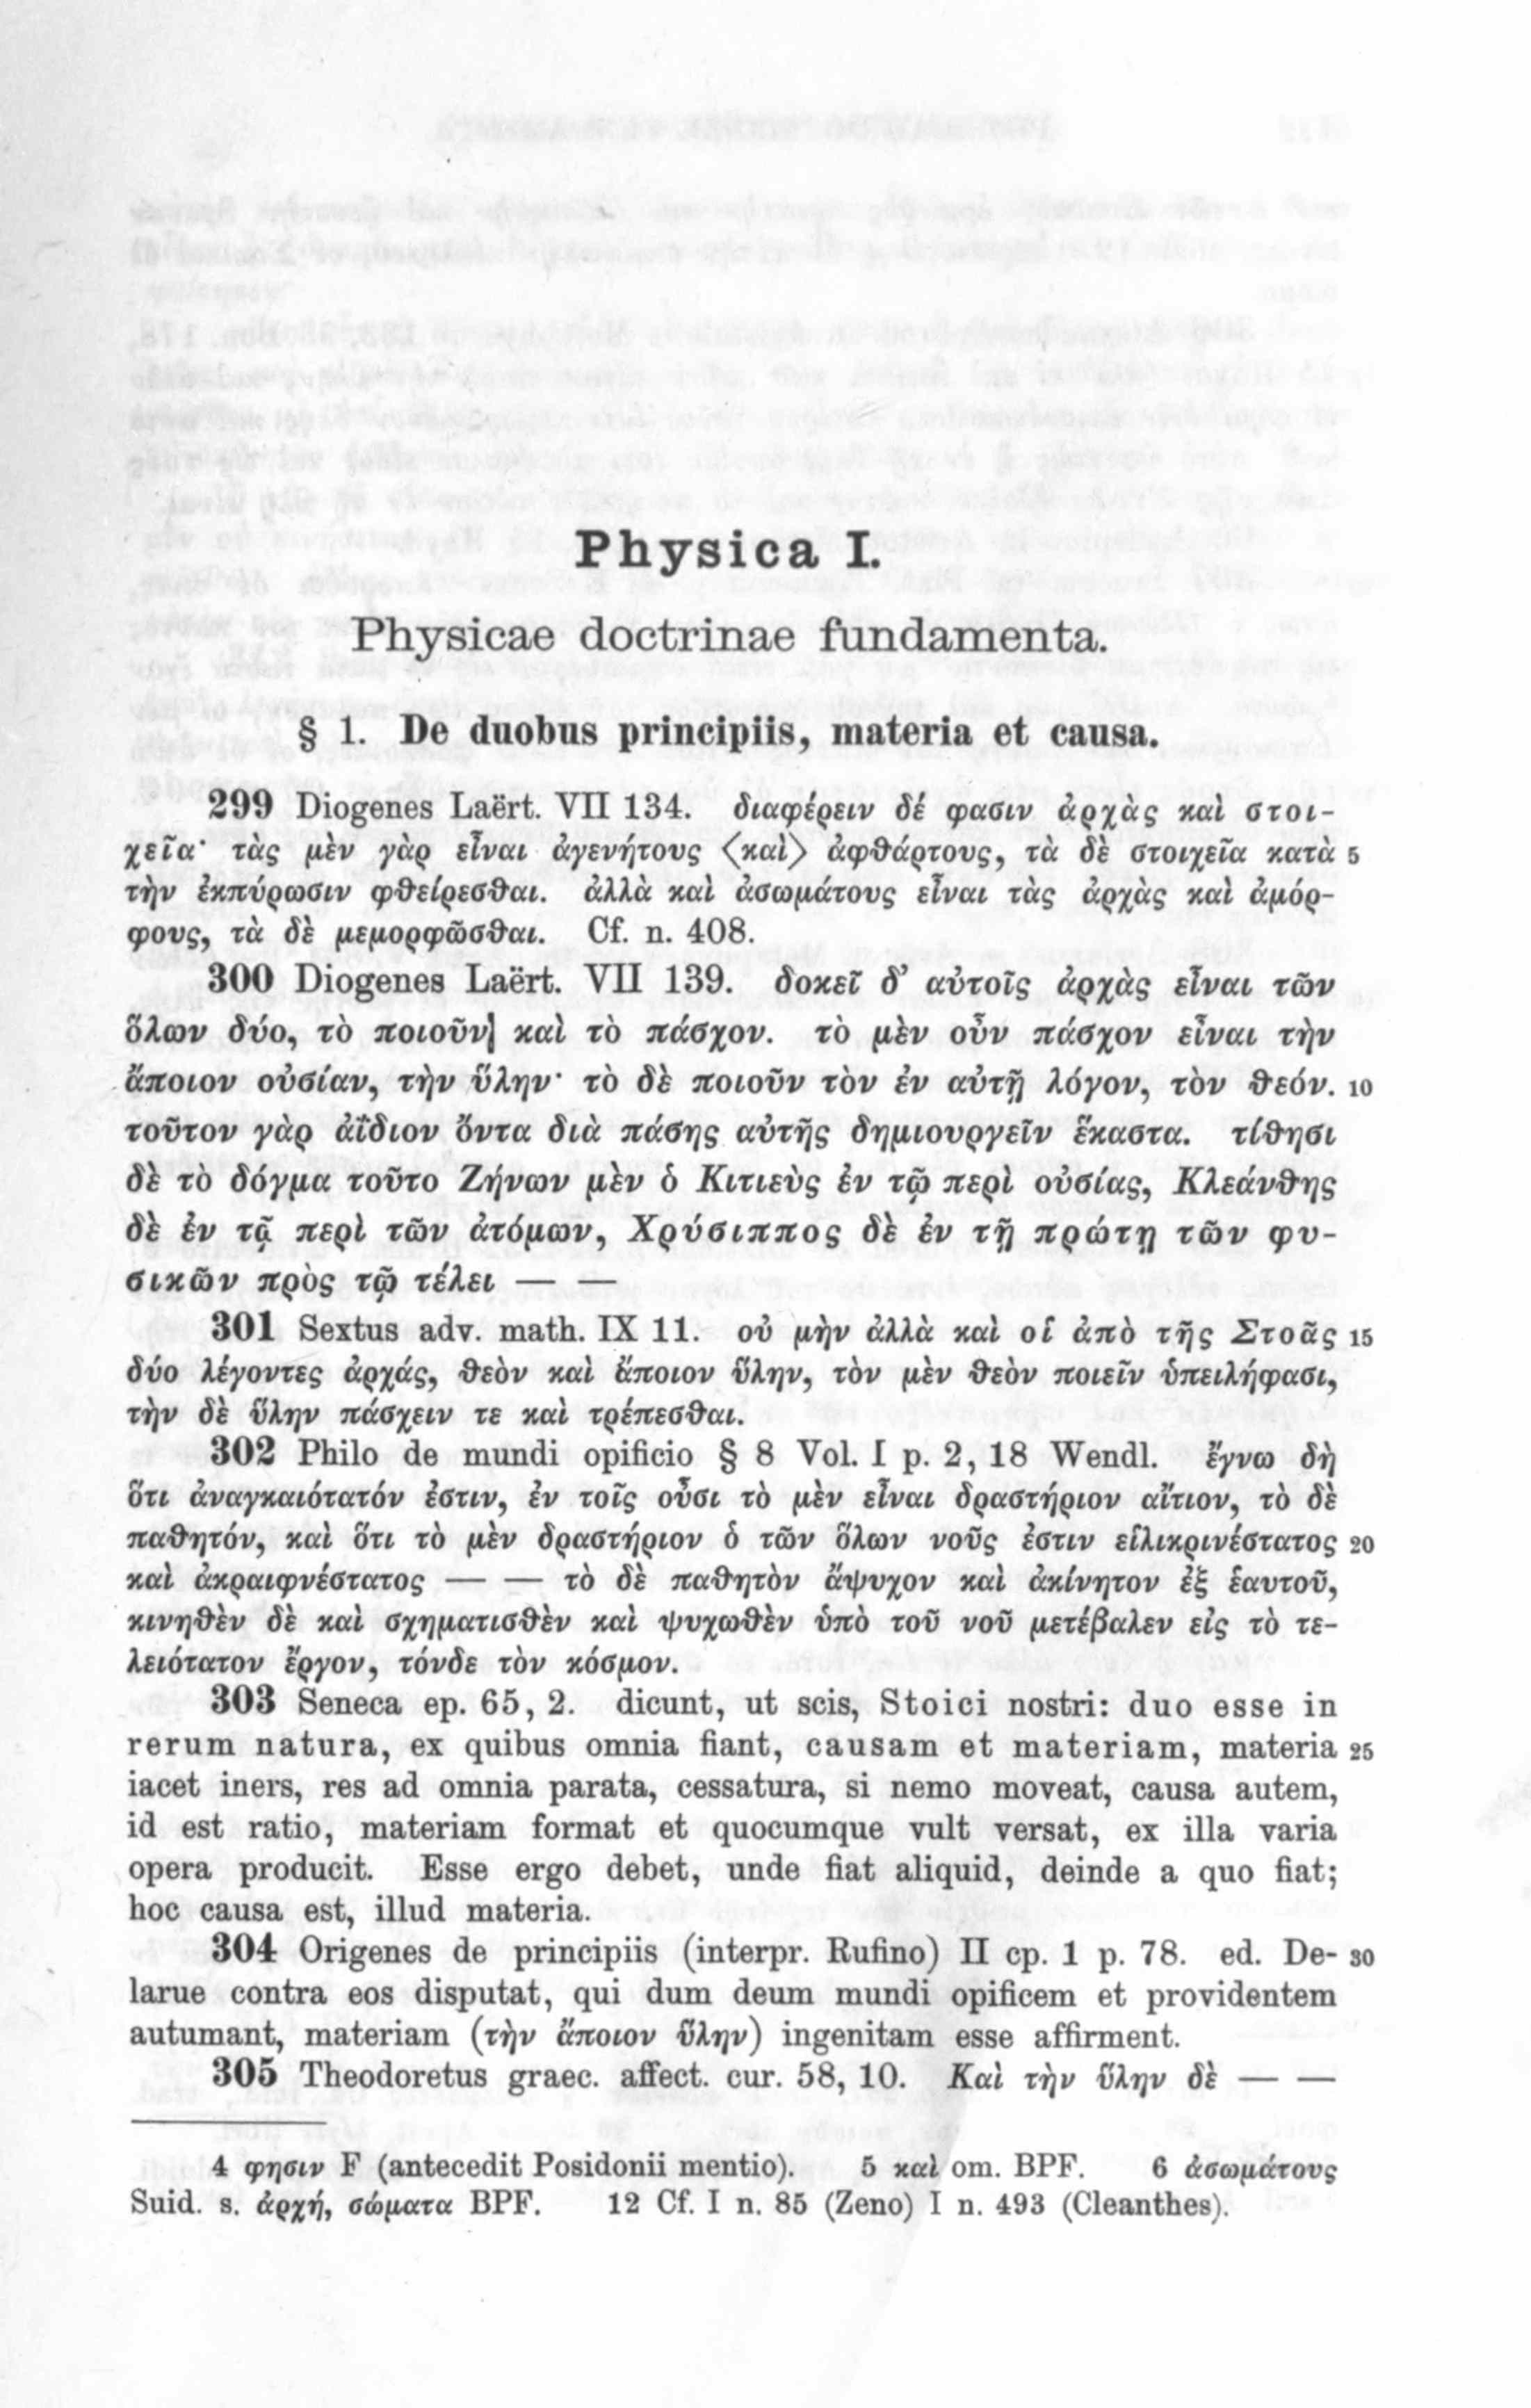 Physica I.
Physicae doctrinae fundamenta.
§ 1. De duobus principiis, materia et causa.
299 Diogenes Laërt. VII 134. διαφέρειν δέ φασιν ἀρχὰς καὶ στοι-
χεῖα· τὰς μὲν γὰρ εἶναι ἀγενήτους ⟨καὶ⟩ ἀφθάρτους, τὰ δὲ στοιχεῖα κατὰ 5
τὴν ἐκπύρωσιν φθείρεσθαι. ἀλλὰ καὶ ἀσωμάτους εἶναι τὰς ἀρχὰς καὶ ἀμόρ-
φους, τὰ δὲ μεμορφῶσθαι. Cf. n. 408.
300 Diogenes Laërt. VII 139. δοκεῖ δ’ αὐτοῖς ἀρχὰς εἶναι τῶν
ὅλων δύο, τὸ ποιοῦν καὶ τὸ πάσχον. τὸ μὲν οὖν πάσχον εἶναι τὴν
ἄποιον οὐσίαν, τὴν ὕλην· τὸ δὲ ποιοῦν τὸν ἐν αὐτῇ λόγον, τὸν θεόν. 10
τοῦτον γὰρ ἀΐδιον ὄντα διὰ πάσης αὐτῆς δημιουργεῖν ἕκαστα. τίθησι
δὲ τὸ δόγμα τοῦτο Ζήνων μὲν ὁ Κιτιεὺς ἐν τῷ περὶ οὐσίας, Κλεάνθης
δὲ ἐν τᾷ περὶ τῶν ἀτόμων, Χρύσιππος δὲ ἐν τῇ πρώτῃ τῶν φυ-
σικῶν πρὸς τῷ τέλει — —
301 Sextus adv. math. IX 11. οὐ μὴν ἀλλὰ καὶ οἱ ἀπὸ τῆς Στοᾶς 15
δύο λέγοντες ἀρχάς, θεὸν καὶ ἄποιον ὕλην, τὸν μὲν θεὸν ποιεῖν ὑπειλήφασι,
τὴν δὲ ὕλην πάσχειν τε καὶ τρέπεσθαι.
302 Philo de mundi opificio § 8 Vol. I p. 2, 18 Wendl. ἔγνω δὴ
ὅτι ἀναγκαιότατόν ἐστιν, ἐν τοῖς οὖσι τὸ μὲν εἶναι δραστήριον αἴτιον, τὸ δὲ
παθητόν, καὶ ὅτι τὸ μὲν δραστήριον ὁ τῶν ὅλων νοῦς ἐστιν εἱλικρινέστατος 20
καὶ ἀκραιφνέστατος — — τὸ δὲ παθητὸν ἄψυχον καὶ ἀκίνητον ἐξ ἑαυτοῦ,
κινηθὲν δὲ καὶ σχηματισθὲν καὶ ψυχωθὲν ὑπὸ τοῦ νοῦ μετέβαλεν εἰς τὸ τε-
λειότατον ἔργον, τόνδε τὸν κόσμον.
303 Seneca ep. 65, 2. dicunt, ut scis, Stoici nostri: duo esse in
rerum natura, ex quibus omnia fiant, causam et materiam, materia 25
iacet iners, res ad omnia parata, cessatura, si nemo moveat, causa autem,
id est ratio, materiam format et quocumque vult versat, ex illa varia
opera producit. Esse ergo debet, unde fiat aliquid, deinde a quo fiat;
hoc causa est, illud materia.
304 Origenes de principiis (interpr. Rufino) II cp. 1 p. 78. ed. De- 30
larue contra eos disputat, qui dum deum mundi opificem et providentem
autumant, materiam (τὴν ἄποιον ὕλην) ingenitam esse affirment.
305 Theodoretus graec. affect. cur. 58, 10. Καὶ τὴν ὕλην δὲ — —
4 φησιν F (antecedit Posidonii mentio). 5 καὶ om. BPF. 6 ἀσωμάτους
Suid. s. ἀρχή, σώματα BPF. 12 Cf. I n. 85 (Zeno) I n. 493 (Cleanthes).